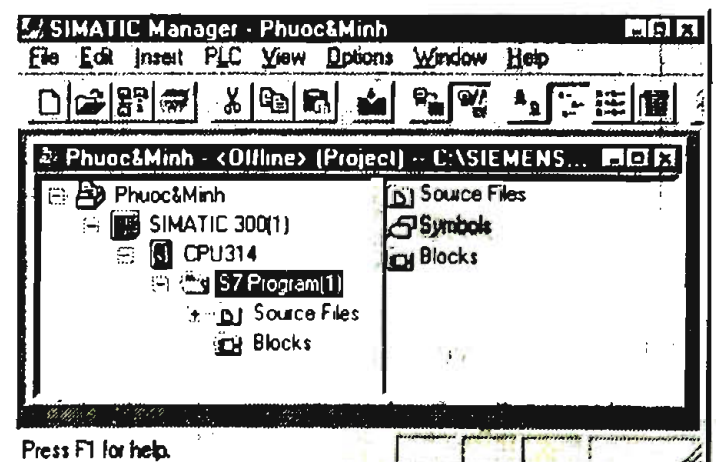 SIMATIC Manager - Phuoc&Minh
File Edit Insert PLC View Options Window Help
Phuoc&Minh - <Offline> (Project) -- C:\SIEMENS...
Phuoc&Minh
SIMATIC 300(1)
CPU314
S7 Program(1)
Source Files
Blocks
Source Files
Symbols
Blocks
Press F1 for help.